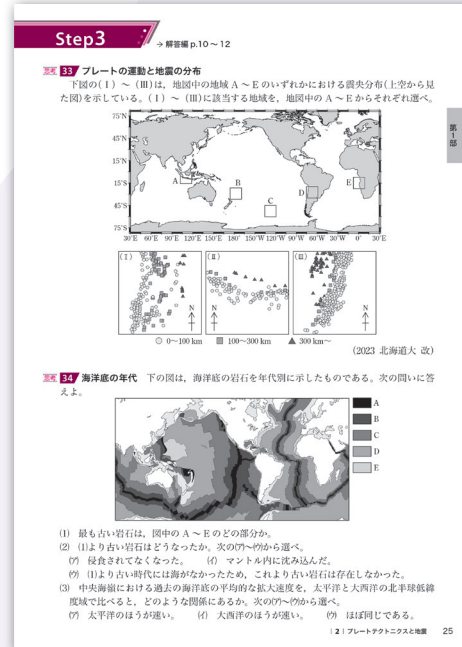 Step3
→ 解答編 p.10 ～ 12
思考 33 プレートの運動と地震の分布
下図の(Ⅰ) ～ (Ⅲ)は，地図中の地域 A ～ E のいずれかにおける震央分布(上空から見
た図)を示している。(Ⅰ) ～ (Ⅲ)に該当する地域を，地図中の A ～ E からそれぞれ選べ。
第1部
75°N
45°N
15°N
15°S
45°S
75°S
A
B
C
D
E
30°E 60°E 90°E 120°E 150°E 180° 150°W 120°W 90°W 60°W 30°W 0° 30°E
(Ⅰ)
N
(Ⅱ)
N
(Ⅲ)
N
0～100 km 100～300 km 300 km～
(2023 北海道大 改)
思考 34 海洋底の年代 下の図は，海洋底の岩石を年代別に示したものである。次の問いに答
えよ。
A
B
C
D
E
(1) 最も古い岩石は，図中の A ～ E のどの部分か。
(2) (1)より古い岩石はどうなったか。次の(ア)～(ウ)から選べ。
(ア) 侵食されてなくなった。 (イ) マントル内に沈み込んだ。
(ウ) (1)より古い時代には海がなかったため，これより古い岩石は存在しなかった。
(3) 中央海嶺における過去の海洋底の平均的な拡大速度を，太平洋と大西洋の北半球低緯
度域で比べると，どのような関係にあるか。次の(ア)～(ウ)から選べ。
(ア) 太平洋のほうが速い。 (イ) 大西洋のほうが速い。 (ウ) ほぼ同じである。
| 2 | プレートテクトニクスと地震 25